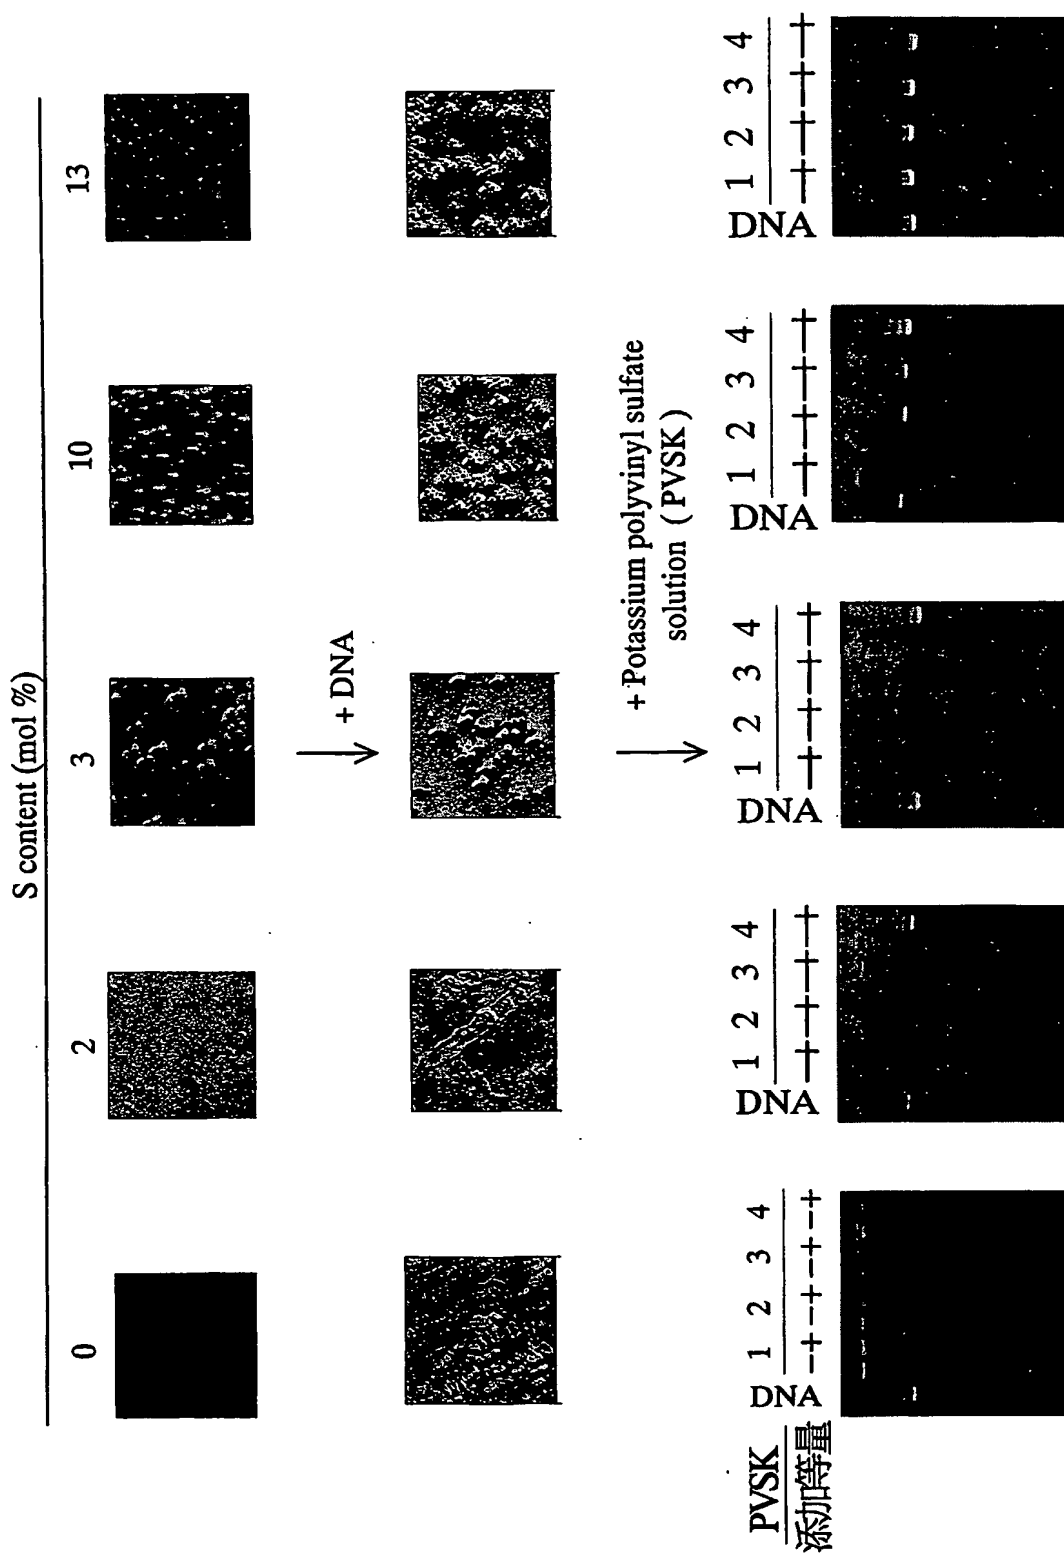 S content (mol %)
0 2 3 10 13
+ DNA
+ Potassium polyvinyl sulfate
solution ( PVSK )
PVSK
添加等量
DNA 1 2 3 4
−+−+−+−+
DNA 1 2 3 4
−+−+−+−+
DNA 1 2 3 4
−+−+−+−+
DNA 1 2 3 4
−+−+−+−+
DNA 1 2 3 4
−+−+−+−+